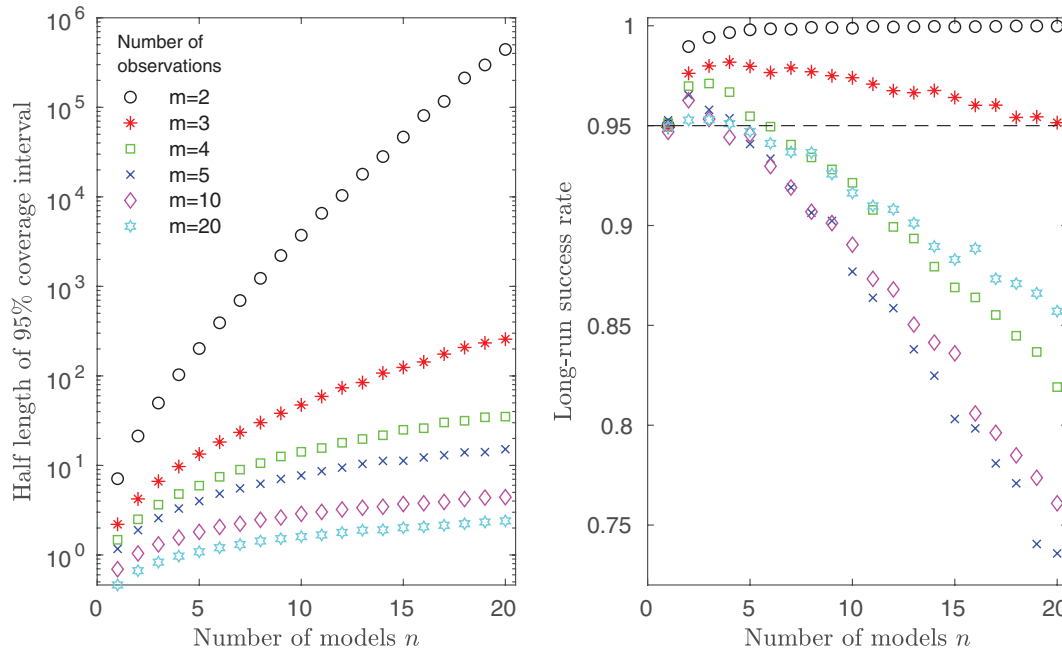 Half length of 95% coverage interval
10^6
10^5
10^4
10^3
10^2
10^1
10^0
Number of
observations
m=2
m=3
m=4
m=5
m=10
m=20
0 5 10 15 20
Number of models n
Long-run success rate
1
0.95
0.9
0.85
0.8
0.75
0 5 10 15 20
Number of models n